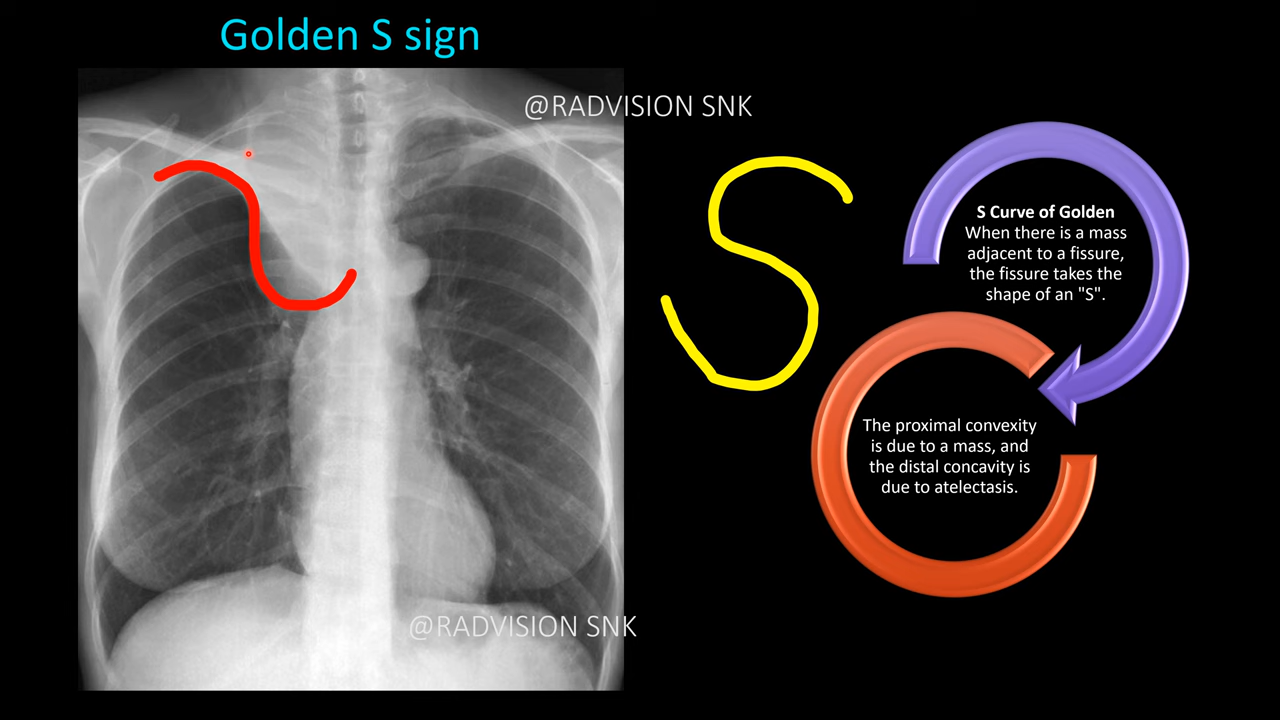 Golden S sign
@RADVISION SNK
S Curve of Golden
When there is a mass
adjacent to a fissure,
the fissure takes the
shape of an "S".
The proximal convexity
is due to a mass, and
the distal concavity is
due to atelectasis.
@RADVISION SNK